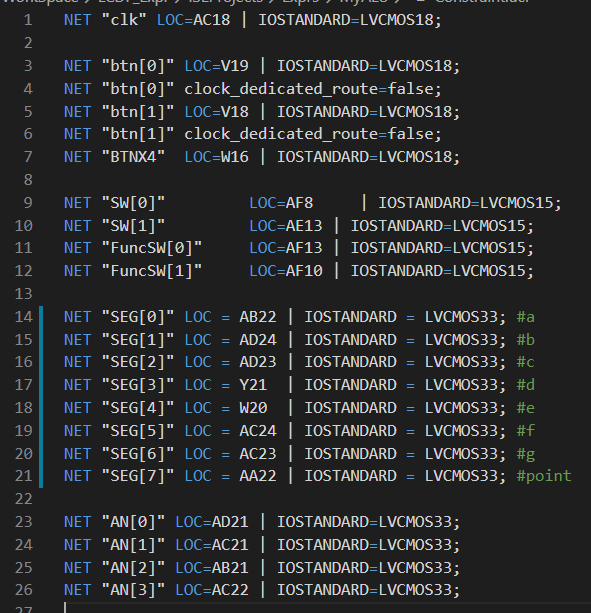 1 NET "clk" LOC=AC18 | IOSTANDARD=LVCMOS18;
2
3 NET "btn[0]" LOC=V19 | IOSTANDARD=LVCMOS18;
4 NET "btn[0]" clock_dedicated_route=false;
5 NET "btn[1]" LOC=V18 | IOSTANDARD=LVCMOS18;
6 NET "btn[1]" clock_dedicated_route=false;
7 NET "BTNX4"  LOC=W16 | IOSTANDARD=LVCMOS18;
8
9 NET "SW[0]"         LOC=AF8     | IOSTANDARD=LVCMOS15;
10 NET "SW[1]"         LOC=AE13 | IOSTANDARD=LVCMOS15;
11 NET "FuncSW[0]"     LOC=AF13 | IOSTANDARD=LVCMOS15;
12 NET "FuncSW[1]"     LOC=AF10 | IOSTANDARD=LVCMOS15;
13
14 NET "SEG[0]" LOC = AB22 | IOSTANDARD = LVCMOS33; #a
15 NET "SEG[1]" LOC = AD24 | IOSTANDARD = LVCMOS33; #b
16 NET "SEG[2]" LOC = AD23 | IOSTANDARD = LVCMOS33; #c
17 NET "SEG[3]" LOC = Y21  | IOSTANDARD = LVCMOS33; #d
18 NET "SEG[4]" LOC = W20  | IOSTANDARD = LVCMOS33; #e
19 NET "SEG[5]" LOC = AC24 | IOSTANDARD = LVCMOS33; #f
20 NET "SEG[6]" LOC = AC23 | IOSTANDARD = LVCMOS33; #g
21 NET "SEG[7]" LOC = AA22 | IOSTANDARD = LVCMOS33; #point
22
23 NET "AN[0]" LOC=AD21 | IOSTANDARD=LVCMOS33;
24 NET "AN[1]" LOC=AC21 | IOSTANDARD=LVCMOS33;
25 NET "AN[2]" LOC=AB21 | IOSTANDARD=LVCMOS33;
26 NET "AN[3]" LOC=AC22 | IOSTANDARD=LVCMOS33;
27